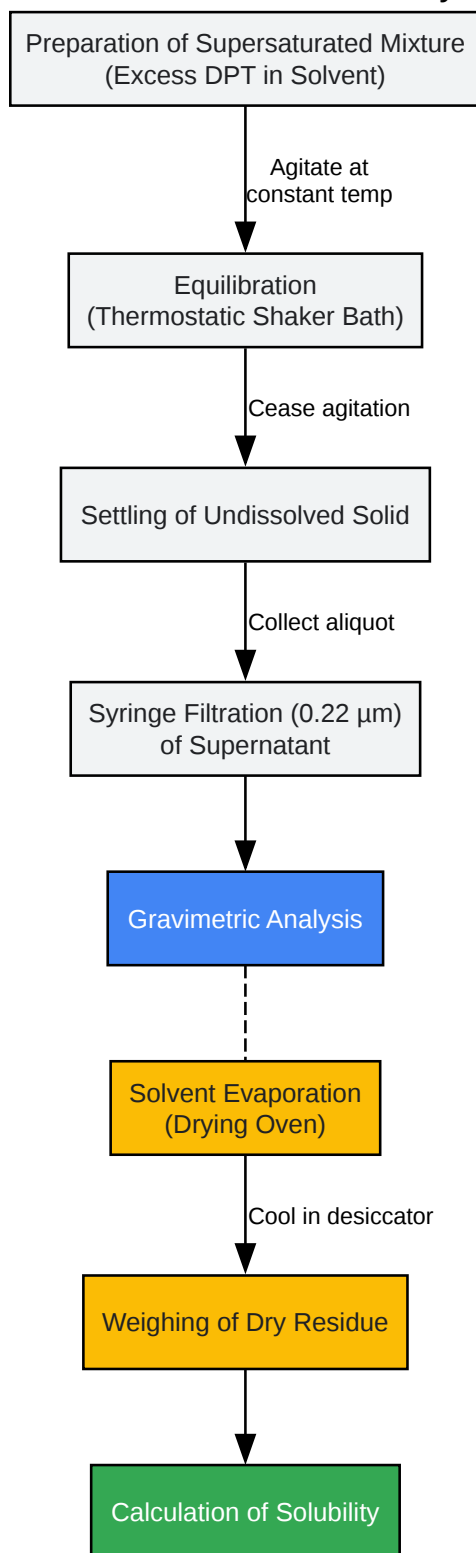 Preparation of Supersaturated Mixture
(Excess DPT in Solvent)
Agitate at
constant temp
Equilibration
(Thermostatic Shaker Bath)
Cease agitation
Settling of Undissolved Solid
Collect aliquot
Syringe Filtration (0.22 µm)
of Supernatant
Gravimetric Analysis
Solvent Evaporation
(Drying Oven)
Cool in desiccator
Weighing of Dry Residue
Calculation of Solubility